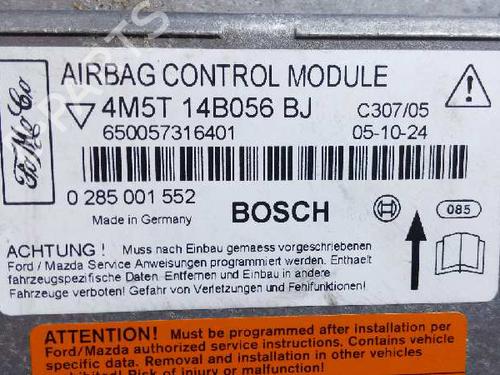 FoMoCo
AIRBAG CONTROL MODULE
4M5T 14B056 BJ
C307/05
650057316401
05-10-24
0 285 001 552
Made in Germany
BOSCH
085
ACHTUNG ! Muss nach Einbau gemaess vorgeschriebenen
Ford / Mazda Service Anweisungen programmiert werden. Enthaelt
fahrzeugspezifische Daten. Entfernen und Einbau in andere
Fahrzeuge verboten! Gefahr von Verletzungen und Fehlfunktionen!
ATTENTION! Must be programmed after installation per
Ford/Mazda authorized service instructions. Contains vehicle
specific data. Removal and installation in other vehicles
prohibited! Risk of injury or malfunction!